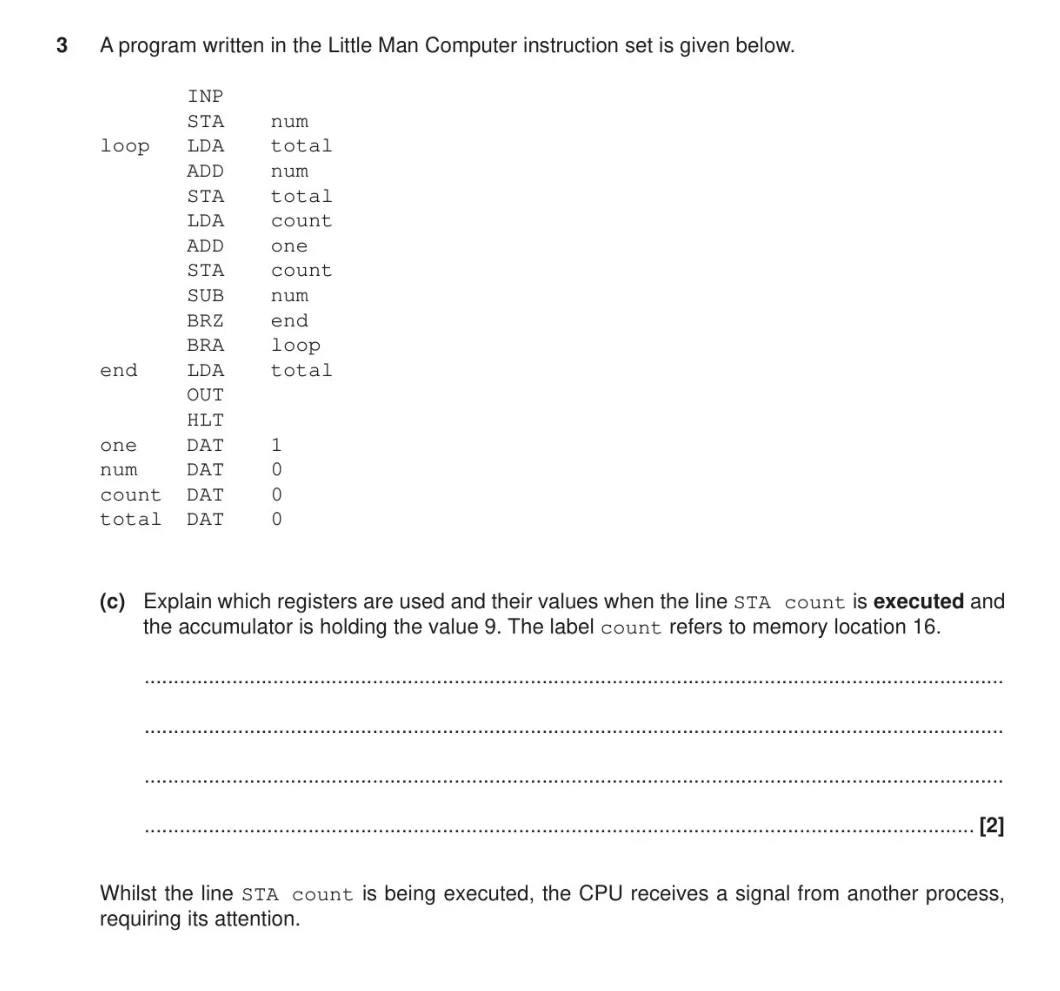 3 A program written in the Little Man Computer instruction set is given below.
INP
STA num
loop LDA total
ADD num
STA total
LDA count
ADD one
STA count
SUB num
BRZ end
BRA loop
end LDA total
OUT
HLT
one DAT 1
num DAT 0
count DAT 0
total DAT 0
(c) Explain which registers are used and their values when the line STA count is executed and
the accumulator is holding the value 9. The label count refers to memory location 16.
..........................................................................................
..........................................................................................
..........................................................................................
.......................................................................................... [2]
Whilst the line STA count is being executed, the CPU receives a signal from another process,
requiring its attention.